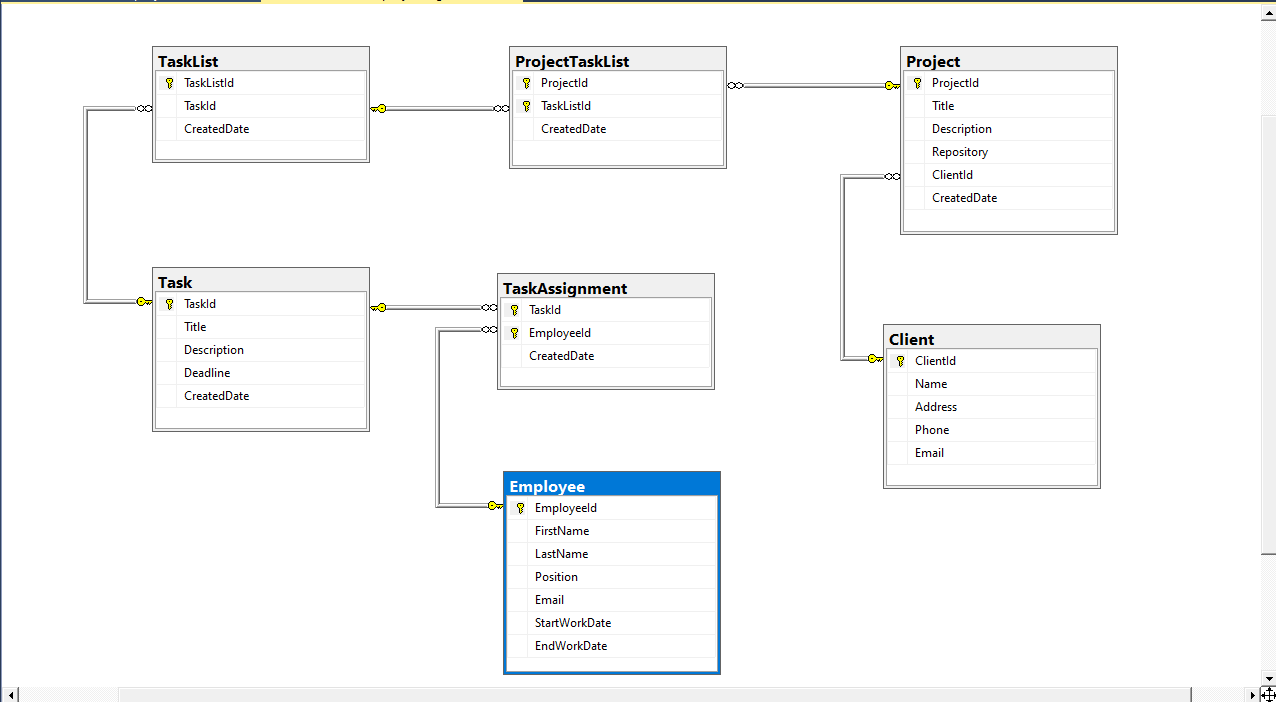 TaskList
TaskListId
TaskId
CreatedDate
ProjectTaskList
ProjectId
TaskListId
CreatedDate
Project
ProjectId
Title
Description
Repository
ClientId
CreatedDate
Task
TaskId
Title
Description
Deadline
CreatedDate
TaskAssignment
TaskId
EmployeeId
CreatedDate
Client
ClientId
Name
Address
Phone
Email
Employee
EmployeeId
FirstName
LastName
Position
Email
StartWorkDate
EndWorkDate